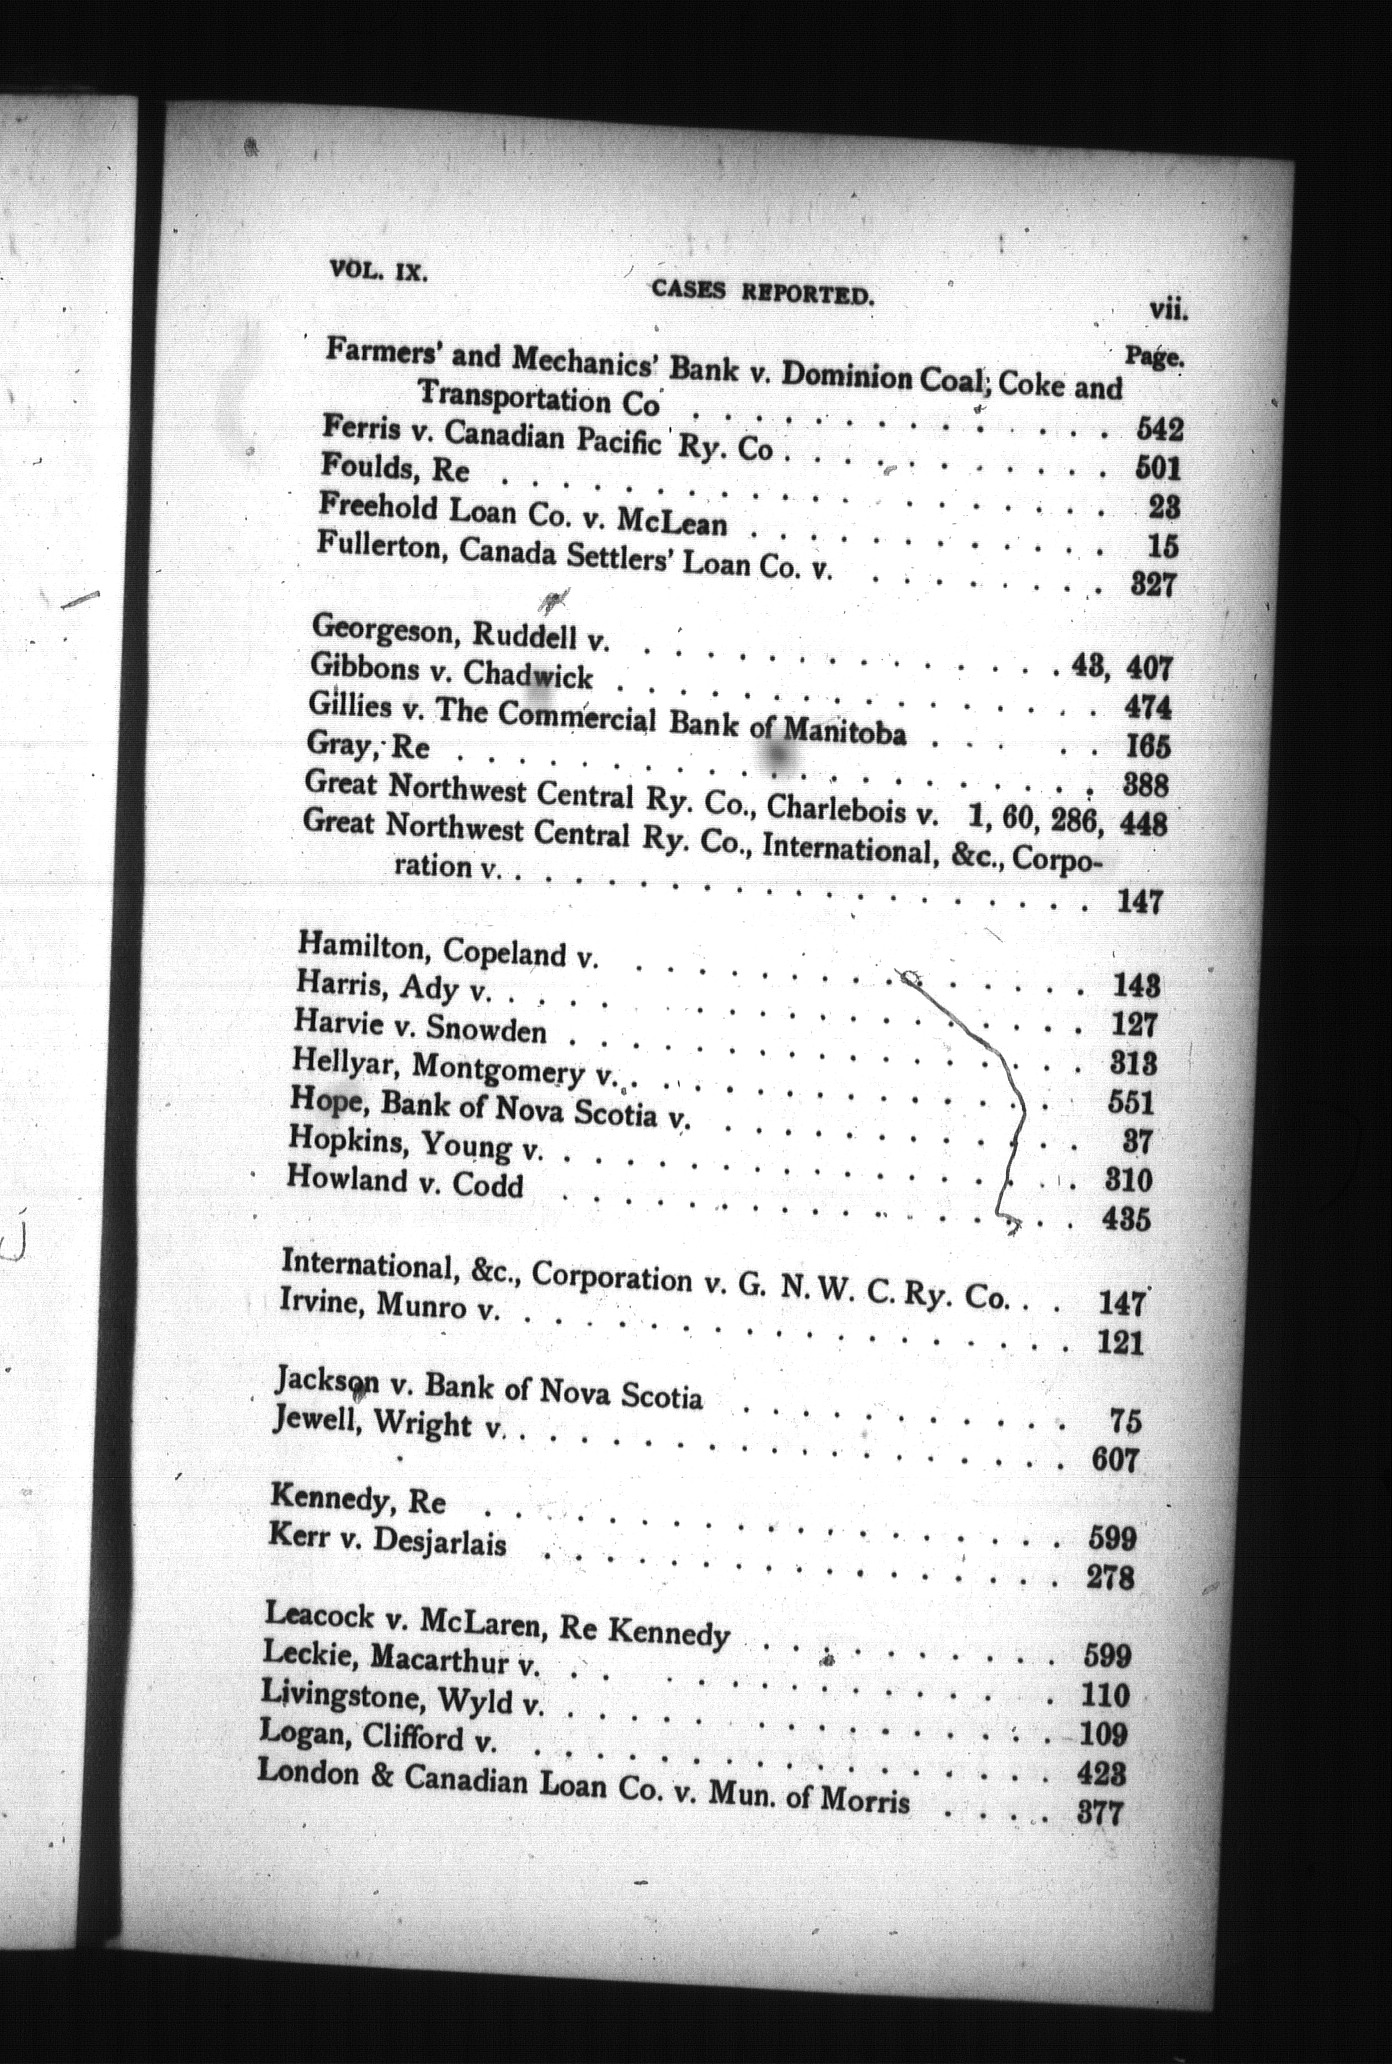 VOL. IX. CASES REPORTED. vii.
Page.
Farmers' and Mechanics' Bank v. Dominion Coal, Coke and
Transportation Co . . . . . . . . . . . . . . 542
Ferris v. Canadian Pacific Ry. Co . . . . . . . . . . . 501
Foulds, Re . . . . . . . . . . . . . . . . . . . . 23
Freehold Loan Co. v. McLean . . . . . . . . . . . . 15
Fullerton, Canada Settlers' Loan Co. v. . . . . . . . . 327
Georgeson, Ruddell v. . . . . . . . . . . . . . . 43, 407
Gibbons v. Chadwick . . . . . . . . . . . . . . . . 474
Gillies v. The Commercial Bank of Manitoba . . . . . 165
Gray, Re . . . . . . . . . . . . . . . . . . . . . 388
Great Northwest Central Ry. Co., Charlebois v. 1, 60, 286, 448
Great Northwest Central Ry. Co., International, &c., Corpo-
ration v. . . . . . . . . . . . . . . . . . . . . 147
Hamilton, Copeland v. . . . . . . . . . . . . . . . 143
Harris, Ady v. . . . . . . . . . . . . . . . . . . 127
Harvie v. Snowden . . . . . . . . . . . . . . . . . 313
Hellyar, Montgomery v. . . . . . . . . . . . . . . . 551
Hope, Bank of Nova Scotia v. . . . . . . . . . . . . . 37
Hopkins, Young v. . . . . . . . . . . . . . . . . . 310
Howland v. Codd . . . . . . . . . . . . . . . . . 435
International, &c., Corporation v. G. N. W. C. Ry. Co. . . . 147
Irvine, Munro v. . . . . . . . . . . . . . . . . . . 121
Jackson v. Bank of Nova Scotia . . . . . . . . . . . 75
Jewell, Wright v. . . . . . . . . . . . . . . . . . . 607
Kennedy, Re . . . . . . . . . . . . . . . . . . . 599
Kerr v. Desjarlais . . . . . . . . . . . . . . . . . 278
Leacock v. McLaren, Re Kennedy . . . . . . . . . . 599
Leckie, Macarthur v. . . . . . . . . . . . . . . . 110
Livingstone, Wyld v. . . . . . . . . . . . . . . . . 109
Logan, Clifford v. . . . . . . . . . . . . . . . . . 423
London & Canadian Loan Co. v. Mun. of Morris . . . . 377